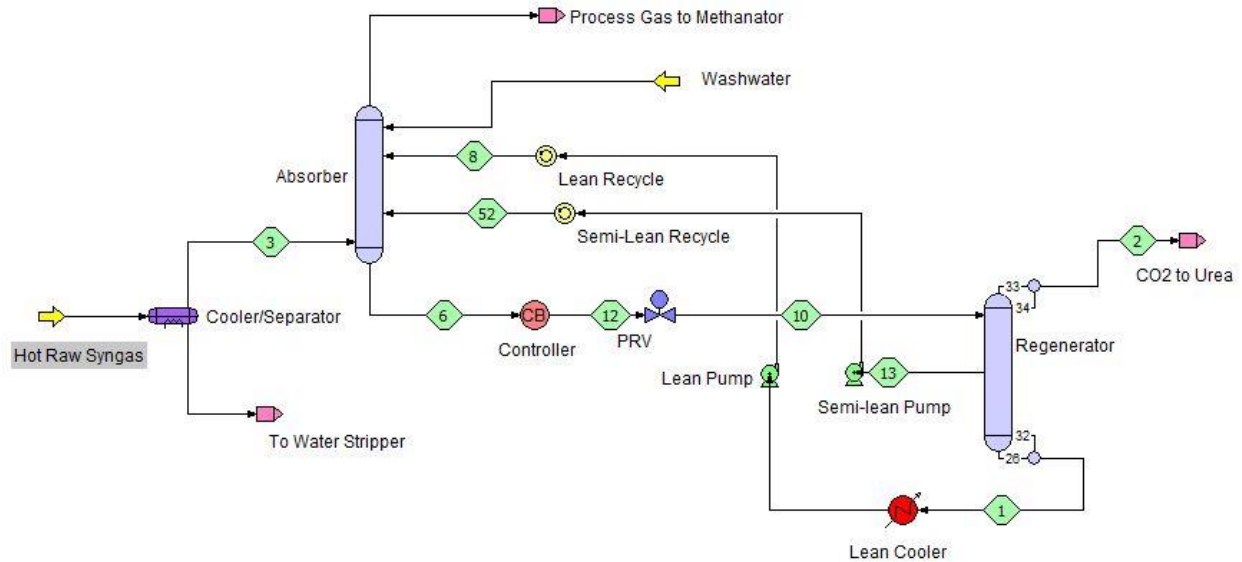 Process Gas to Methanator
Washwater
8
Absorber
Lean Recycle
52
3
Semi-Lean Recycle
2
CO2 to Urea
33
34
Cooler/Separator
6
CB
12
10
Hot Raw Syngas
Controller
PRV
Regenerator
Lean Pump
13
Semi-lean Pump
To Water Stripper
32
26
1
Lean Cooler